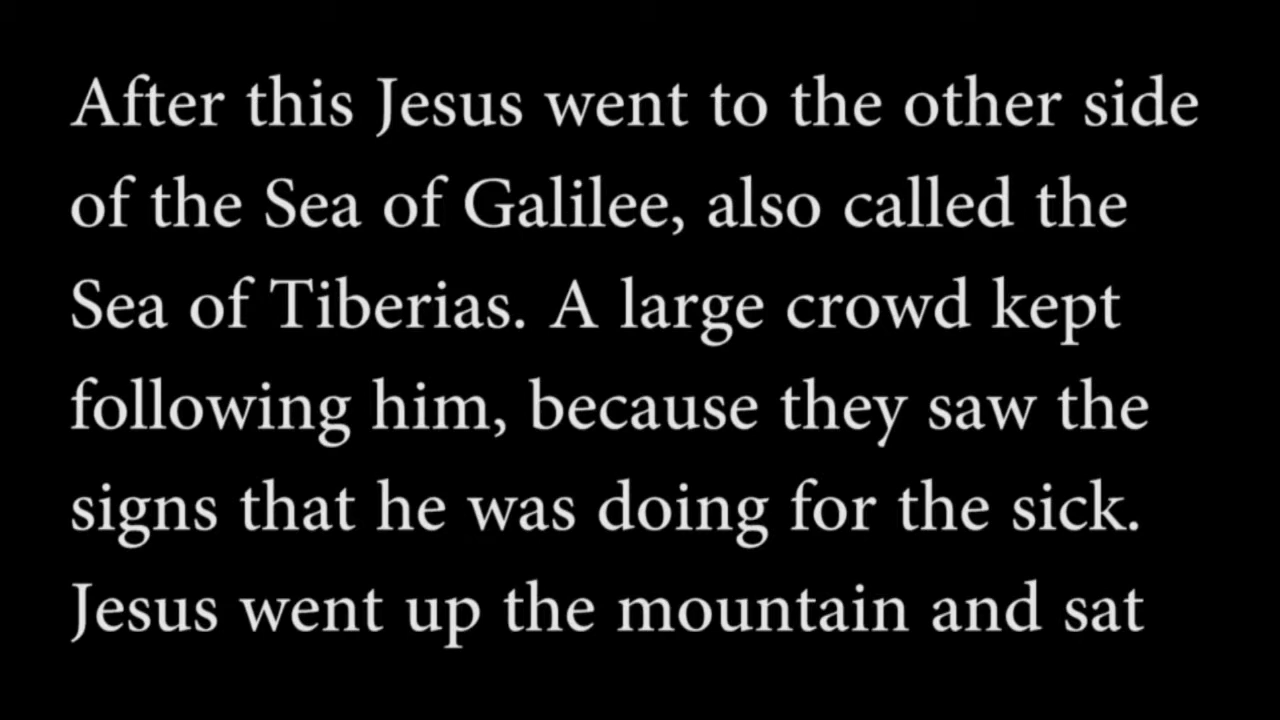 After this Jesus went to the other side
of the Sea of Galilee, also called the
Sea of Tiberias. A large crowd kept
following him, because they saw the
signs that he was doing for the sick.
Jesus went up the mountain and sat